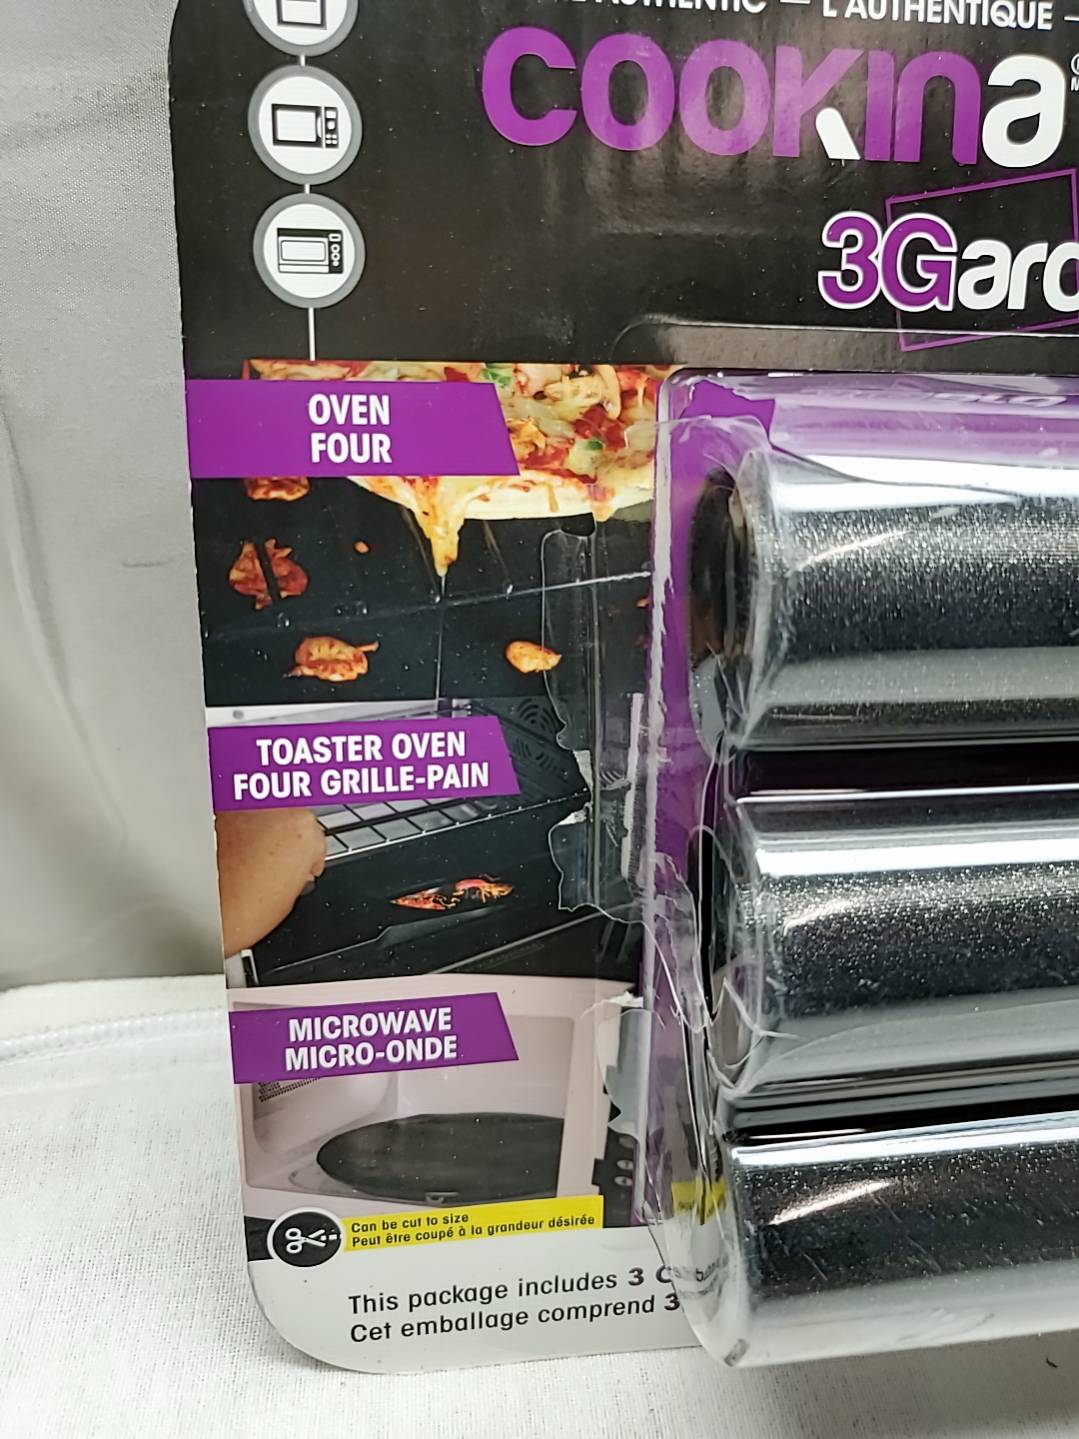 AUTHENTIC — L'AUTHENTIQUE
COOKINA
3Gard
OVEN
FOUR
TOASTER OVEN
FOUR GRILLE-PAIN
MICROWAVE
MICRO-ONDE
Can be cut to size
Peut être coupé à la grandeur désirée
This package includes 3
Cet emballage comprend 3